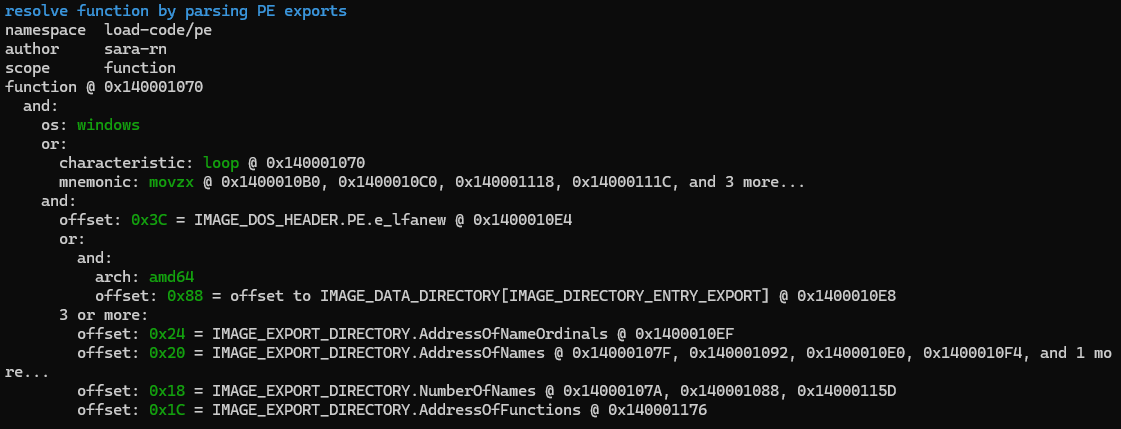 resolve function by parsing PE exports
namespace  load-code/pe
author     sara-rn
scope      function
function @ 0x140001070
  and:
    os: windows
    or:
      characteristic: loop @ 0x140001070
      mnemonic: movzx @ 0x1400010B0, 0x1400010C0, 0x140001118, 0x14000111C, and 3 more...
    and:
      offset: 0x3C = IMAGE_DOS_HEADER.PE.e_lfanew @ 0x1400010E4
      or:
        and:
          arch: amd64
          offset: 0x88 = offset to IMAGE_DATA_DIRECTORY[IMAGE_DIRECTORY_ENTRY_EXPORT] @ 0x1400010E8
      3 or more:
        offset: 0x24 = IMAGE_EXPORT_DIRECTORY.AddressOfNameOrdinals @ 0x1400010EF
        offset: 0x20 = IMAGE_EXPORT_DIRECTORY.AddressOfNames @ 0x14000107F, 0x140001092, 0x1400010E0, 0x1400010F4, and 1 mo
re...
        offset: 0x18 = IMAGE_EXPORT_DIRECTORY.NumberOfNames @ 0x14000107A, 0x140001088, 0x14000115D
        offset: 0x1C = IMAGE_EXPORT_DIRECTORY.AddressOfFunctions @ 0x140001176